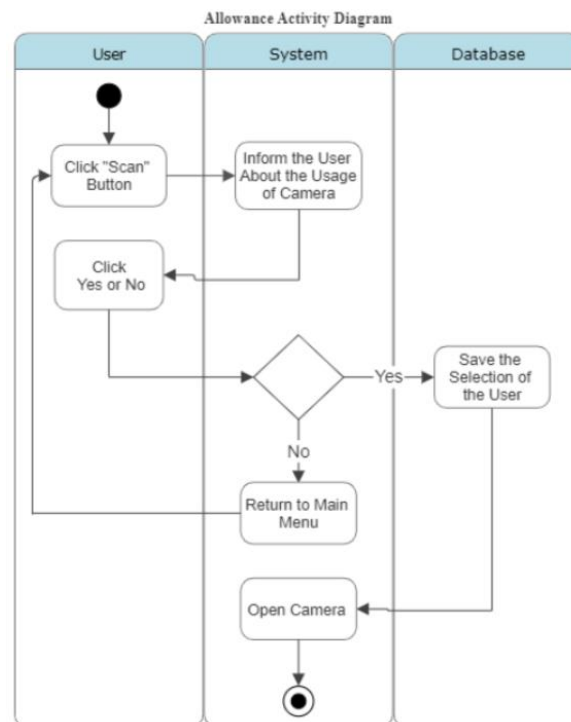 Allowance Activity Diagram
User
System
Database
Click "Scan"
Button
Inform the User
About the Usage
of Camera
Click
Yes or No
Yes
Save the
Selection of
the User
No
Return to Main
Menu
Open Camera